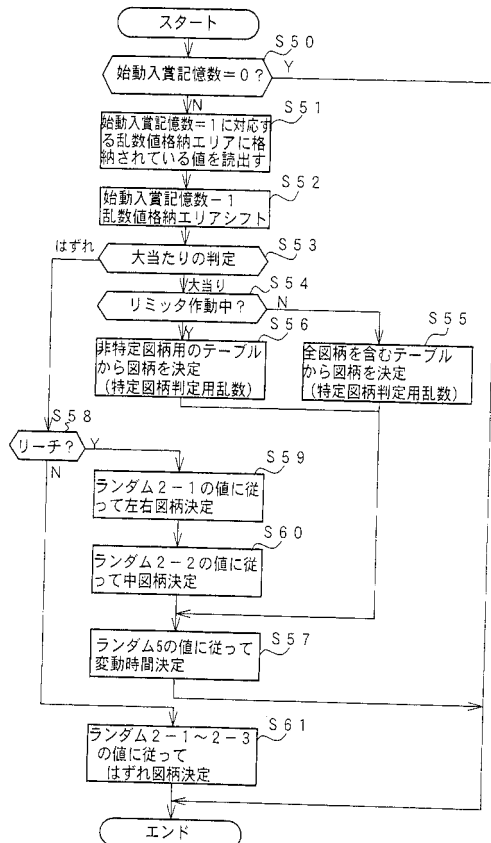 スタート
S50
始動入賞記憶数=0?
Y
N
S51
始動入賞記憶数=1に対応す
る乱数値格納エリアに格
納されている値を読出す
S52
始動入賞記憶数-1
乱数値格納エリアシフト
はずれ
S53
大当たりの判定
大当り
S54
リミッタ作動中?
N
Y
S56
非特定図柄用のテーブル
から図柄を決定
(特定図柄判定用乱数)
S55
全図柄を含むテーブル
から図柄を決定
(特定図柄判定用乱数)
S58
リーチ?
Y
N
S59
ランダム2-1の値に従
って左右図柄決定
S60
ランダム2-2の値に従
って中図柄決定
S57
ランダム5の値に従って
変動時間決定
S61
ランダム2-1~2-3
の値に従って
はずれ図柄決定
エンド